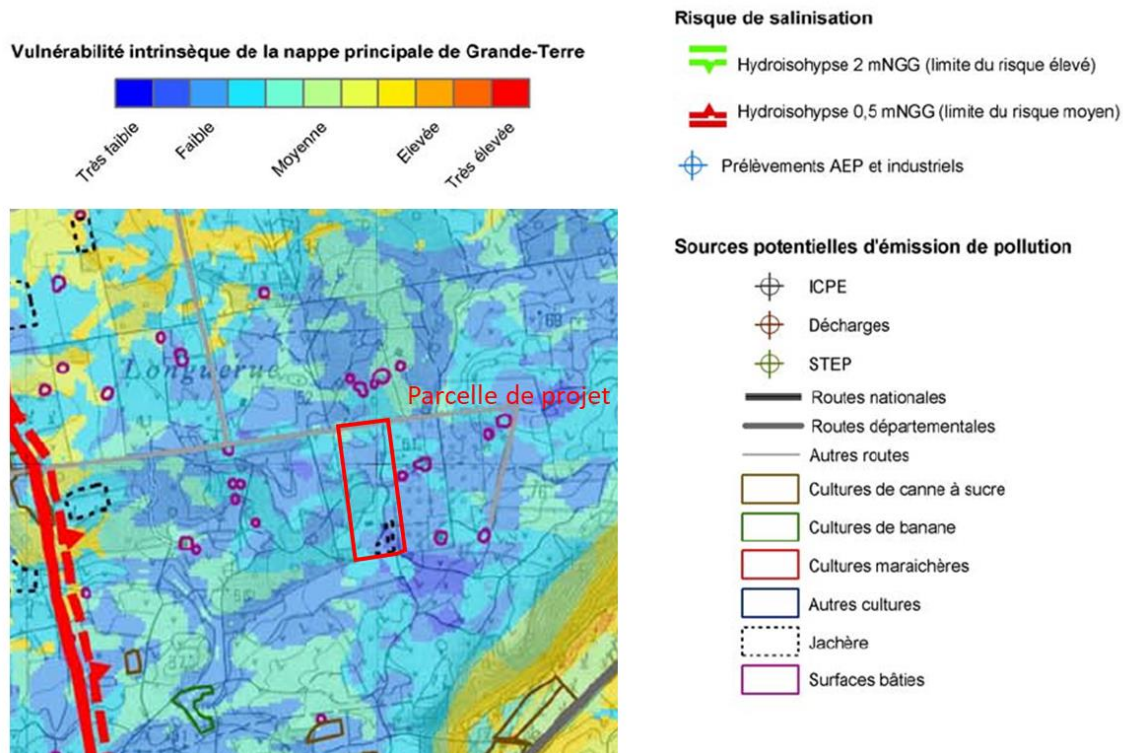 Vulnérabilité intrinsèque de la nappe principale de Grande-Terre
Très faible
Faible
Moyenne
Elevée
Très élevée
Risque de salinisation
Hydroisohypse 2 mNGG (limite du risque élevé)
Hydroisohypse 0,5 mNGG (limite du risque moyen)
Prélèvements AEP et industriels
Longuerue
52
Parcelle de projet
Sources potentielles d'émission de pollution
ICPE
Décharges
STEP
Routes nationales
Routes départementales
Autres routes
Cultures de canne à sucre
Cultures de banane
Cultures maraichères
Autres cultures
Jachère
Surfaces bâties